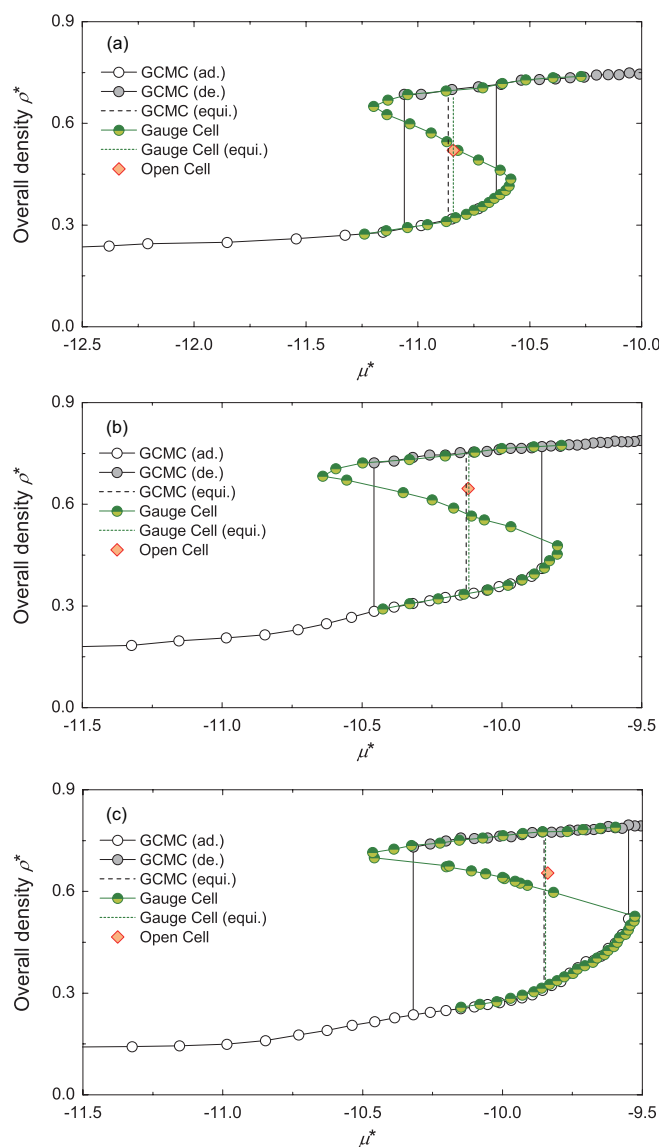 (a)
GCMC (ad.)
GCMC (de.)
GCMC (equi.)
Gauge Cell
Gauge Cell (equi.)
Open Cell
Overall density ρ*
0.9
0.6
0.3
0.0
-12.5 -12.0 -11.5 -11.0 -10.5 -10.0
μ*
(b)
GCMC (ad.)
GCMC (de.)
GCMC (equi.)
Gauge Cell
Gauge Cell (equi.)
Open Cell
Overall density ρ*
0.9
0.6
0.3
0.0
-11.5 -11.0 -10.5 -10.0 -9.5
μ*
(c)
GCMC (ad.)
GCMC (de.)
GCMC (equi.)
Gauge Cell
Gauge Cell (equi.)
Open Cell
Overall density ρ*
0.9
0.6
0.3
0.0
-11.5 -11.0 -10.5 -10.0 -9.5
μ*